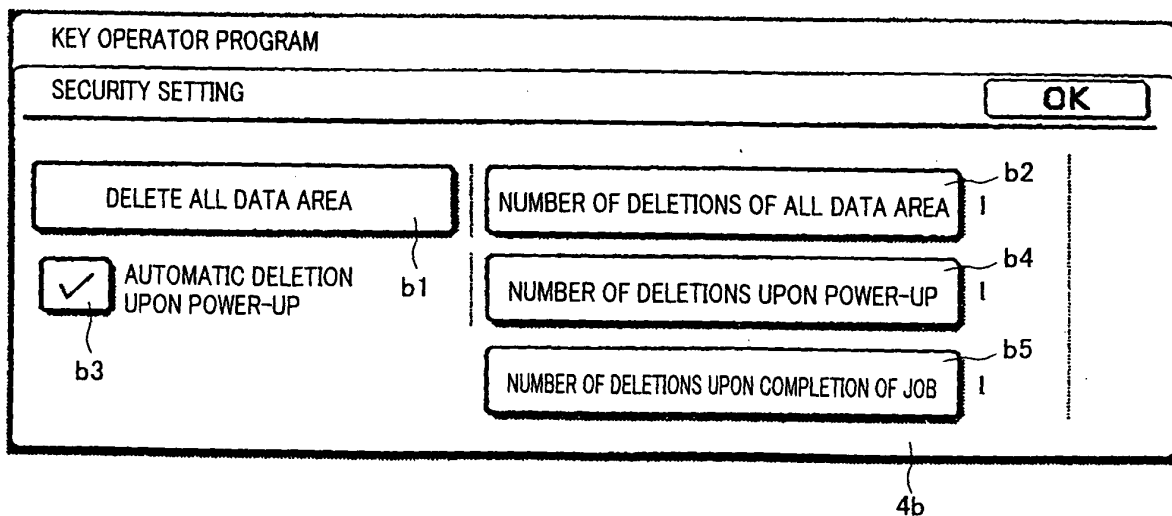 KEY OPERATOR PROGRAM
SECURITY SETTING
OK
DELETE ALL DATA AREA
b1
NUMBER OF DELETIONS OF ALL DATA AREA
1
b2
AUTOMATIC DELETION
UPON POWER-UP
b3
NUMBER OF DELETIONS UPON POWER-UP
1
b4
NUMBER OF DELETIONS UPON COMPLETION OF JOB
1
b5
4b